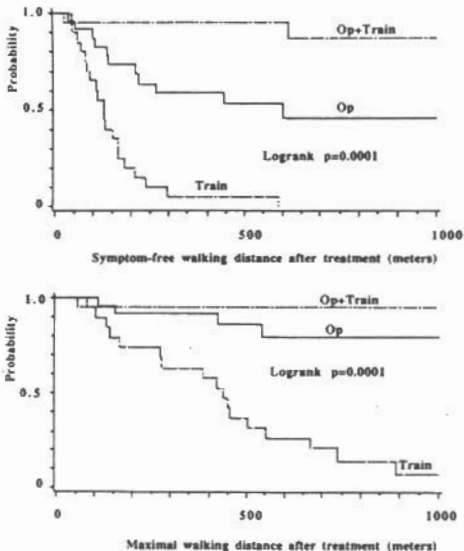 Probability
1.0
0.5
0
Op+Train
Op
Logrank p=0.0001
Train
0 500 1000
Symptom-free walking distance after treatment (meters)
Probability
1.0
0.5
0
Op+Train
Op
Logrank p=0.0001
Train
0 500 1000
Maximal walking distance after treatment (meters)